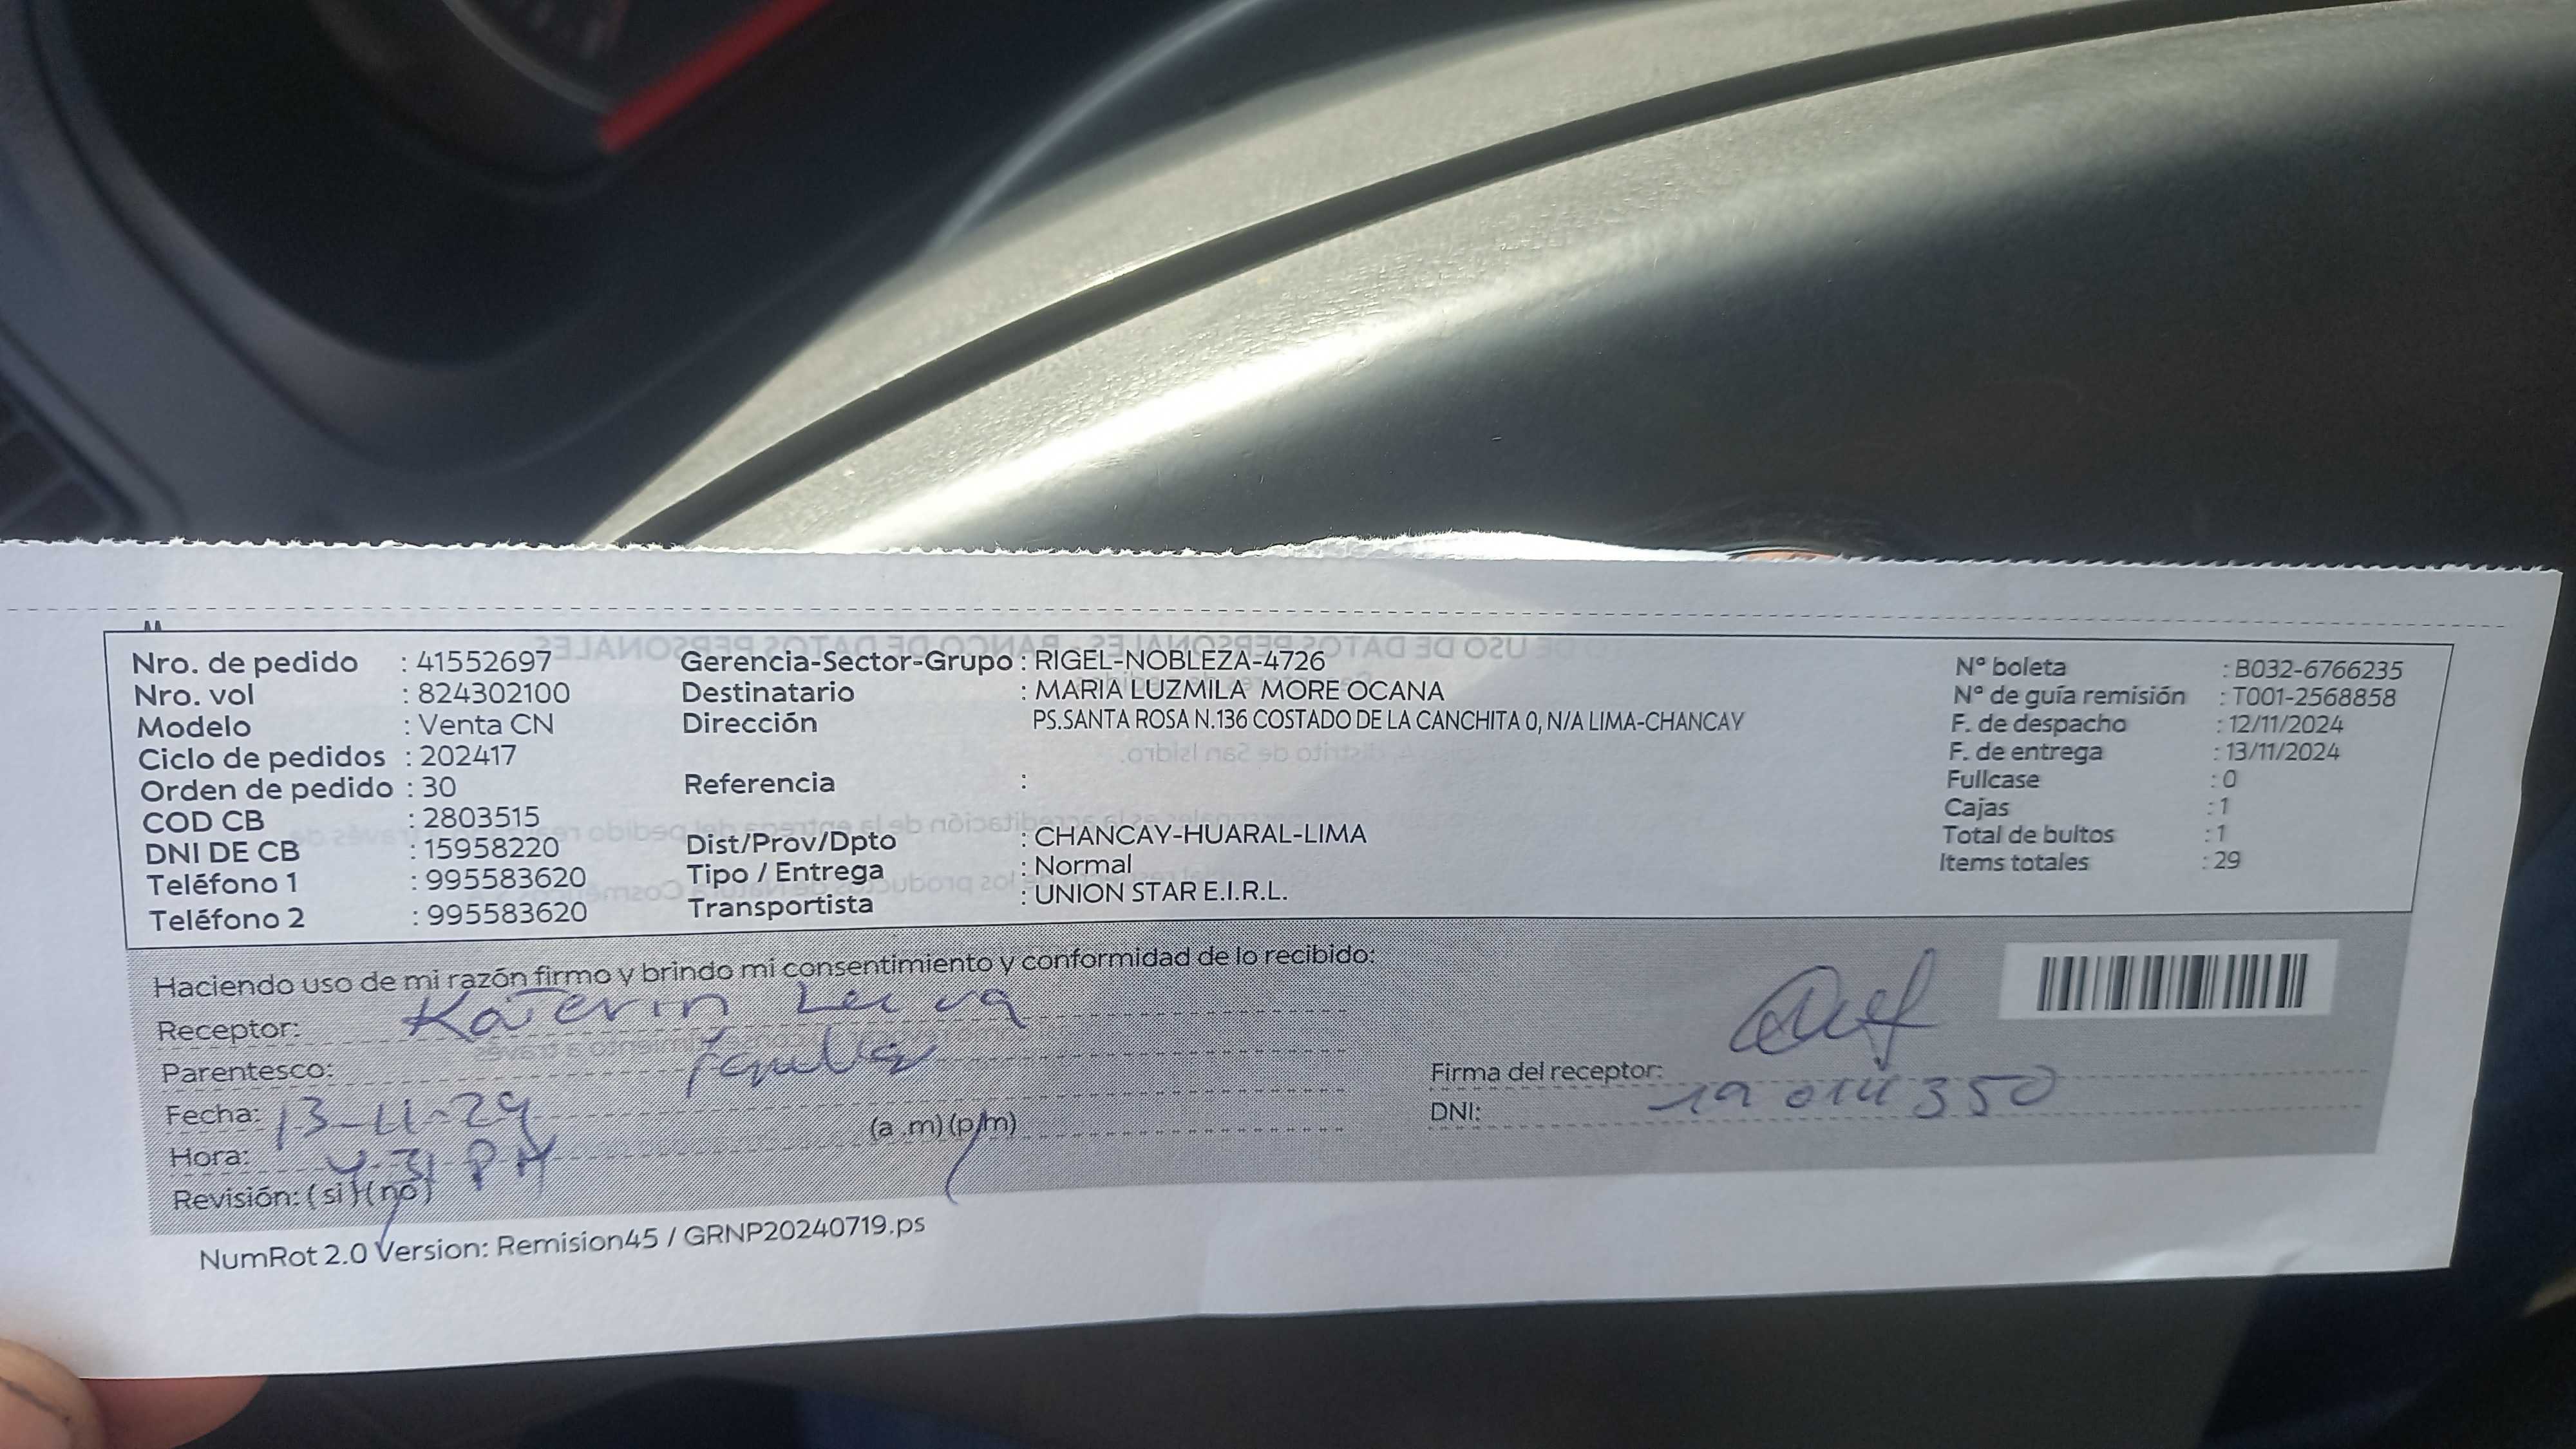 Nro. de pedido : 41552697
Nro. vol : 824302100
Modelo : Venta CN
Ciclo de pedidos : 202417
Orden de pedido : 30
COD CB : 2803515
DNI DE CB : 15958220
Teléfono 1 : 995583620
Teléfono 2 : 995583620
Gerencia-Sector-Grupo : RIGEL-NOBLEZA-4726
Destinatario : MARIA LUZMILA MORE OCANA
Dirección PS.SANTA ROSA N.136 COSTADO DE LA CANCHITA 0, N/A LIMA-CHANCAY
Referencia :
Dist/Prov/Dpto : CHANCAY-HUARAL-LIMA
Tipo / Entrega : Normal
Transportista : UNION STAR E.I.R.L.
Nº boleta : B032-6766235
Nº de guía remisión : T001-2568858
F. de despacho : 12/11/2024
F. de entrega : 13/11/2024
Fullcase : 0
Cajas : 1
Total de bultos : 1
Items totales : 29
Haciendo uso de mi razón firmo y brindo mi consentimiento y conformidad de lo recibido:
Receptor: Katerin
Parentesco:
Fecha: 13-11-24
Hora: 4.31 PM (a .m) (p/m)
Revisión: (si) (no)
Firma del receptor:
DNI:
NumRot 2.0 Version: Remision45 / GRNP20240719.ps